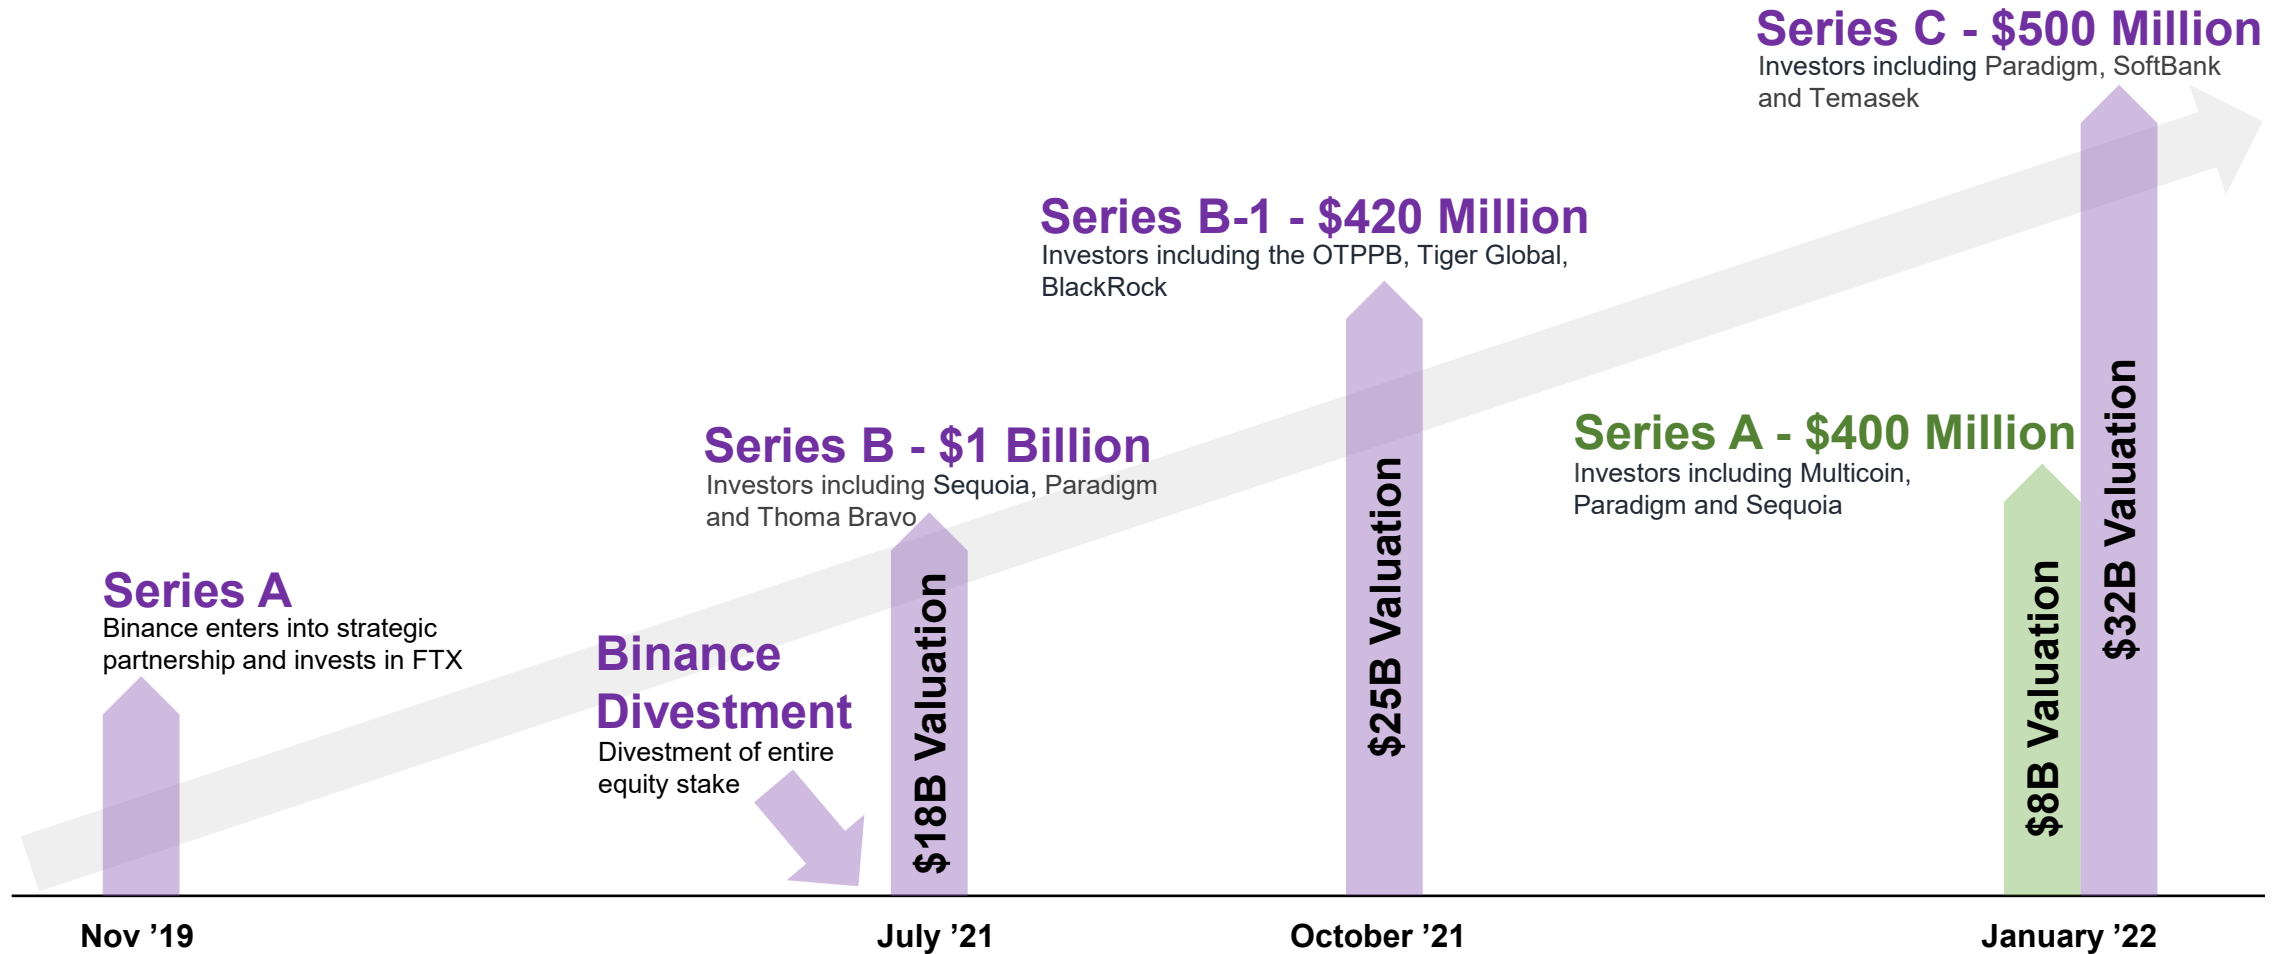 Series C - $500 Million
Investors including Paradigm, SoftBank
and Temasek
Series B-1 - $420 Million
Investors including the OTPPB, Tiger Global,
BlackRock
Series A - $400 Million
Investors including Multicoin,
Paradigm and Sequoia
Series B - $1 Billion
Investors including Sequoia, Paradigm
and Thoma Bravo
Series A
Binance enters into strategic
partnership and invests in FTX
Binance
Divestment
Divestment of entire
equity stake
$18B Valuation
$25B Valuation
$8B Valuation
$32B Valuation
Nov ’19
July ’21
October ’21
January ’22